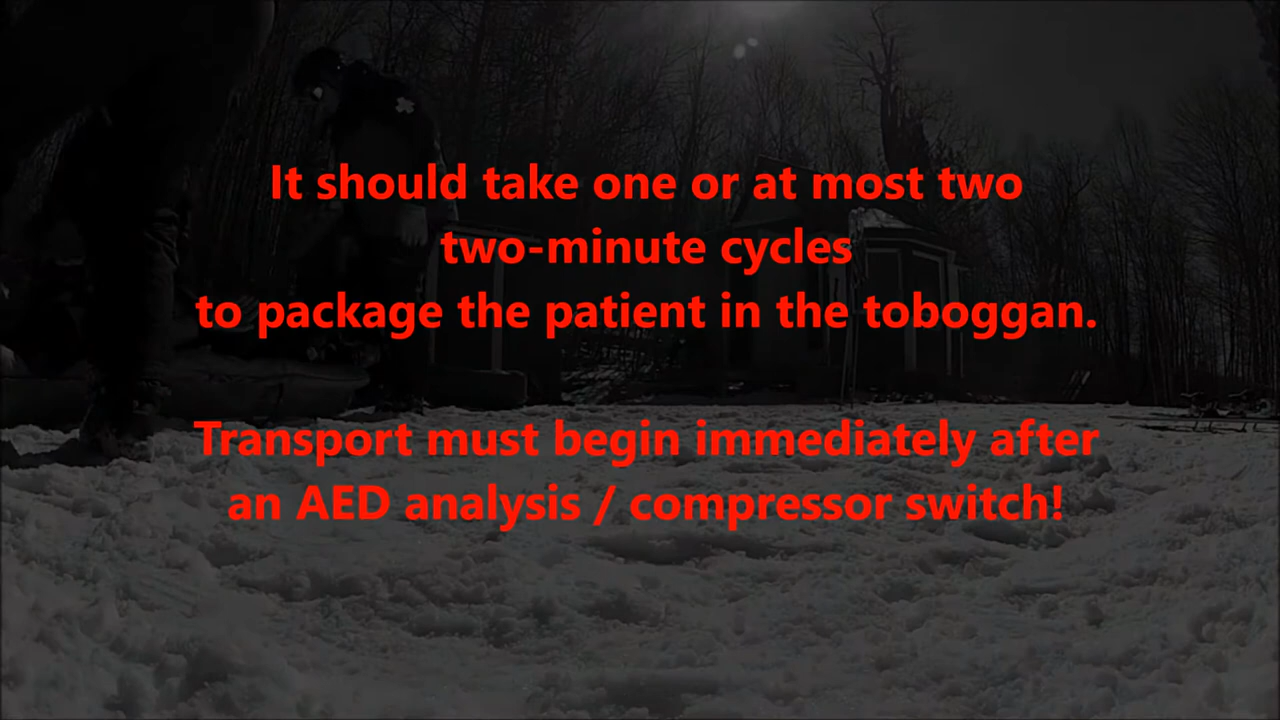 It should take one or at most two
two-minute cycles
to package the patient in the toboggan.
Transport must begin immediately after
an AED analysis / compressor switch!